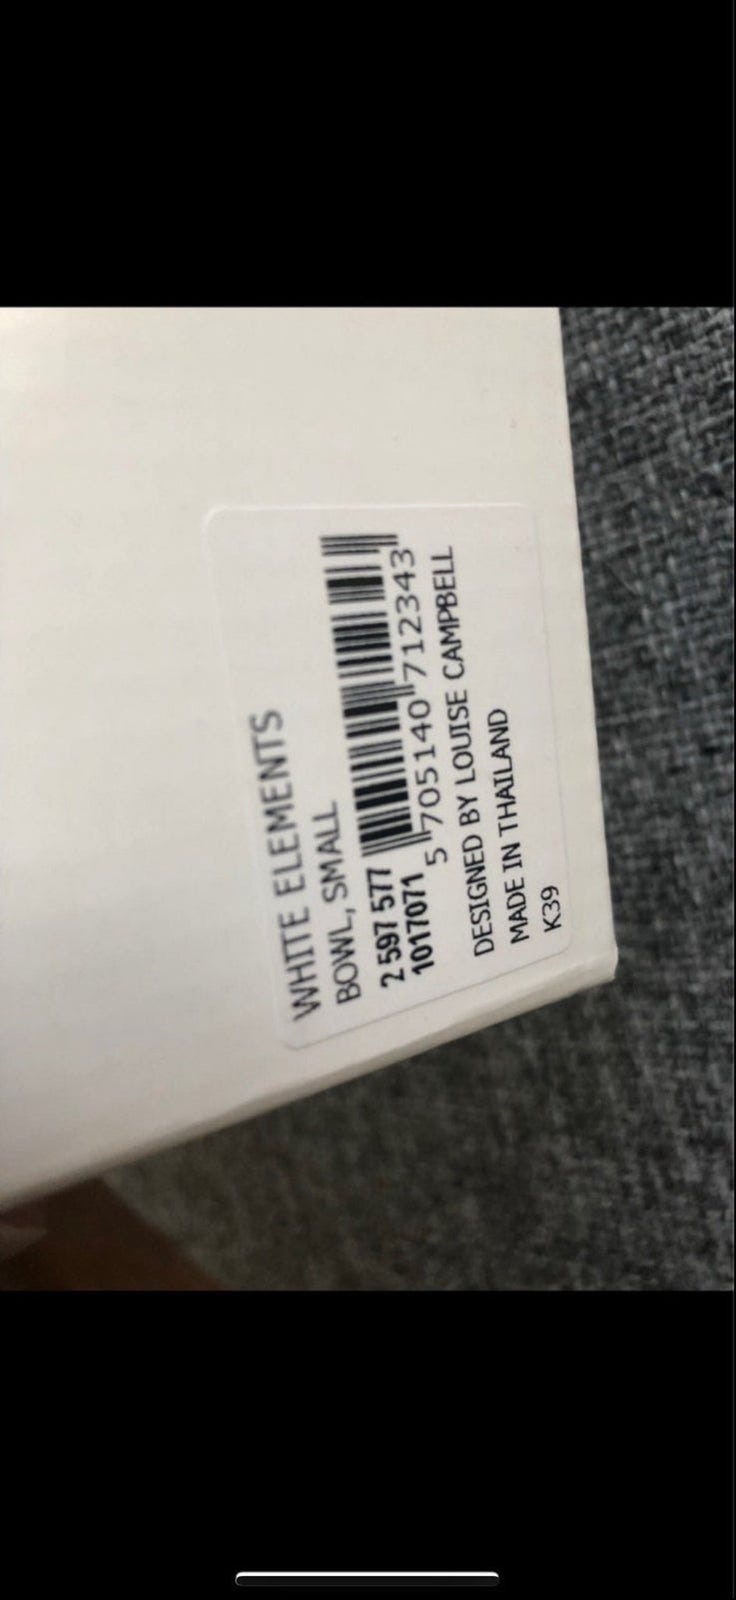 WHITE ELEMENTS
BOWL, SMALL
2 597 577
1017071
5 705140 712343
DESIGNED BY LOUISE CAMPBELL
MADE IN THAILAND
K39